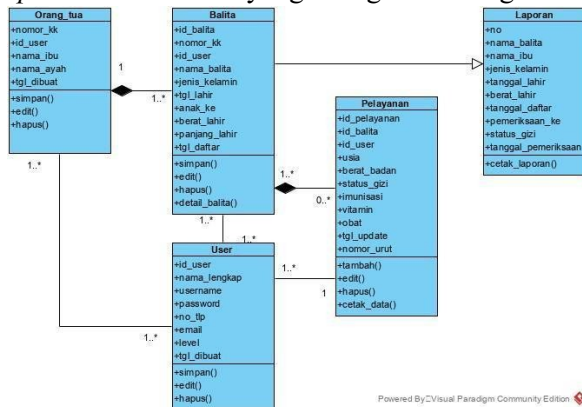 Orang_tua
+nomor_kk
+id_user
+nama_ibu
+nama_ayah
+tgl_dibuat
+simpan()
+edit()
+hapus()
1
1..*
Balita
+id_balita
+nomor_kk
+id_user
+nama_balita
+jenis_kelamin
+tgl_lahir
+anak_ke
+berat_lahir
+panjang_lahir
+tgl_daftar
+simpan()
+edit()
+hapus()
+detail_balita()
Laporan
+no
+nama_balita
+nama_ibu
+jenis_kelamin
+tanggal_lahir
+berat_lahir
+tanggal_daftar
+pemeriksaan_ke
+status_gizi
+tanggal_pemeriksaan
+cetak_laporan()
Pelayanan
+id_pelayanan
+id_balita
+id_user
+usia
+berat_badan
+status_gizi
+imunisasi
+vitamin
+obat
+tgl_update
+nomor_urut
+tambah()
+edit()
+hapus()
+cetak_data()
1..*
0..*
1..*
1..*
1..*
User
+id_user
+nama_lengkap
+username
+password
+no_tlp
+email
+level
+tgl_dibuat
+simpan()
+edit()
+hapus()
1..*
1..*
1
Powered By Visual Paradigm Community Edition